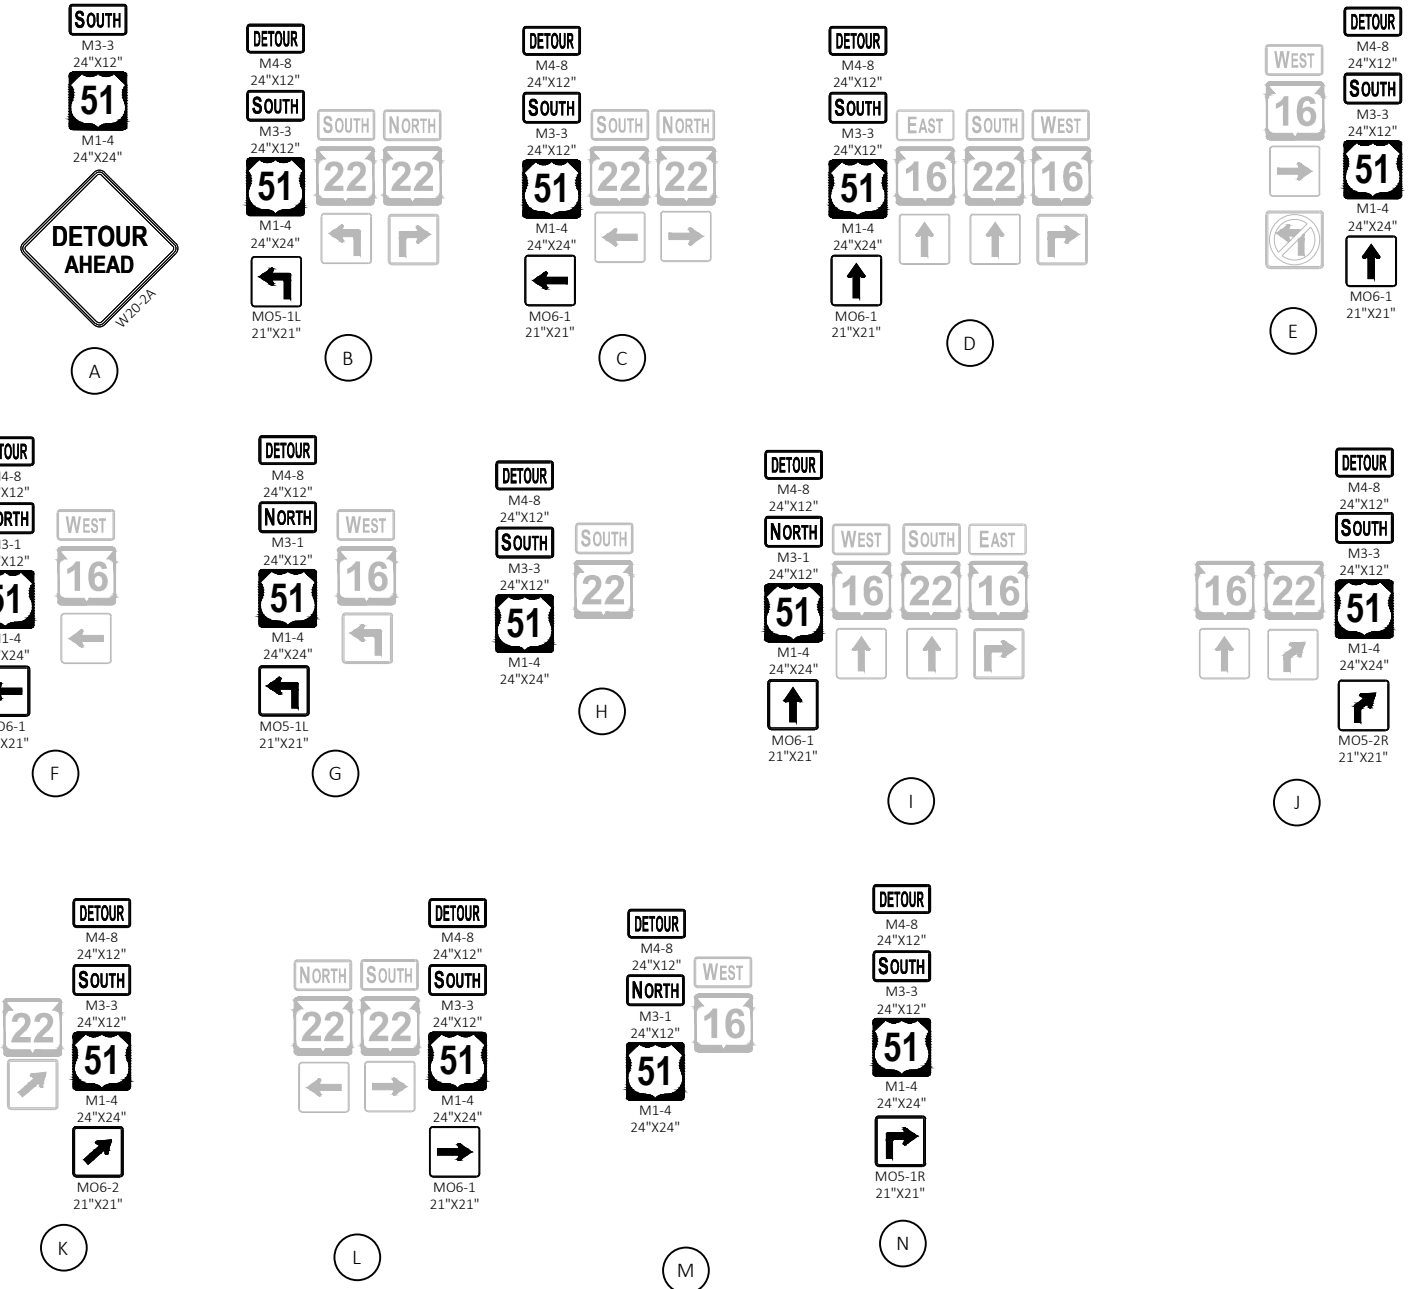 SOUTH
M3-3
24"X12"
51
M1-4
24"X24"
DETOUR
AHEAD
W20-2A
A
DETOUR
M4-8
24"X12"
SOUTH
M3-3
24"X12"
51
M1-4
24"X24"
MO5-1L
21"X21"
SOUTH NORTH
22 22
B
DETOUR
M4-8
24"X12"
SOUTH
M3-3
24"X12"
51
M1-4
24"X24"
MO6-1
21"X21"
SOUTH NORTH
22 22
C
DETOUR
M4-8
24"X12"
SOUTH
M3-3
24"X12"
51
M1-4
24"X24"
MO6-1
21"X21"
EAST SOUTH WEST
16 22 16
D
WEST
16
DETOUR
M4-8
24"X12"
SOUTH
M3-3
24"X12"
51
M1-4
24"X24"
MO6-1
21"X21"
E
TOUR
4-8
"X12"
ORTH
3-1
"X12"
51
1-4
"X24"
06-1
"X21"
WEST
16
F
DETOUR
M4-8
24"X12"
NORTH
M3-1
24"X12"
51
M1-4
24"X24"
MO5-1L
21"X21"
WEST
16
G
DETOUR
M4-8
24"X12"
SOUTH
M3-3
24"X12"
51
M1-4
24"X24"
SOUTH
22
H
DETOUR
M4-8
24"X12"
NORTH
M3-1
24"X12"
51
M1-4
24"X24"
MO6-1
21"X21"
WEST SOUTH EAST
16 22 16
I
16 22
DETOUR
M4-8
24"X12"
SOUTH
M3-3
24"X12"
51
M1-4
24"X24"
MO5-2R
21"X21"
J
22
DETOUR
M4-8
24"X12"
SOUTH
M3-3
24"X12"
51
M1-4
24"X24"
MO6-2
21"X21"
K
NORTH SOUTH
22 22
DETOUR
M4-8
24"X12"
SOUTH
M3-3
24"X12"
51
M1-4
24"X24"
MO6-1
21"X21"
L
DETOUR
M4-8
24"X12"
NORTH
M3-1
24"X12"
51
M1-4
24"X24"
WEST
16
M
DETOUR
M4-8
24"X12"
SOUTH
M3-3
24"X12"
51
M1-4
24"X24"
MO5-1R
21"X21"
N